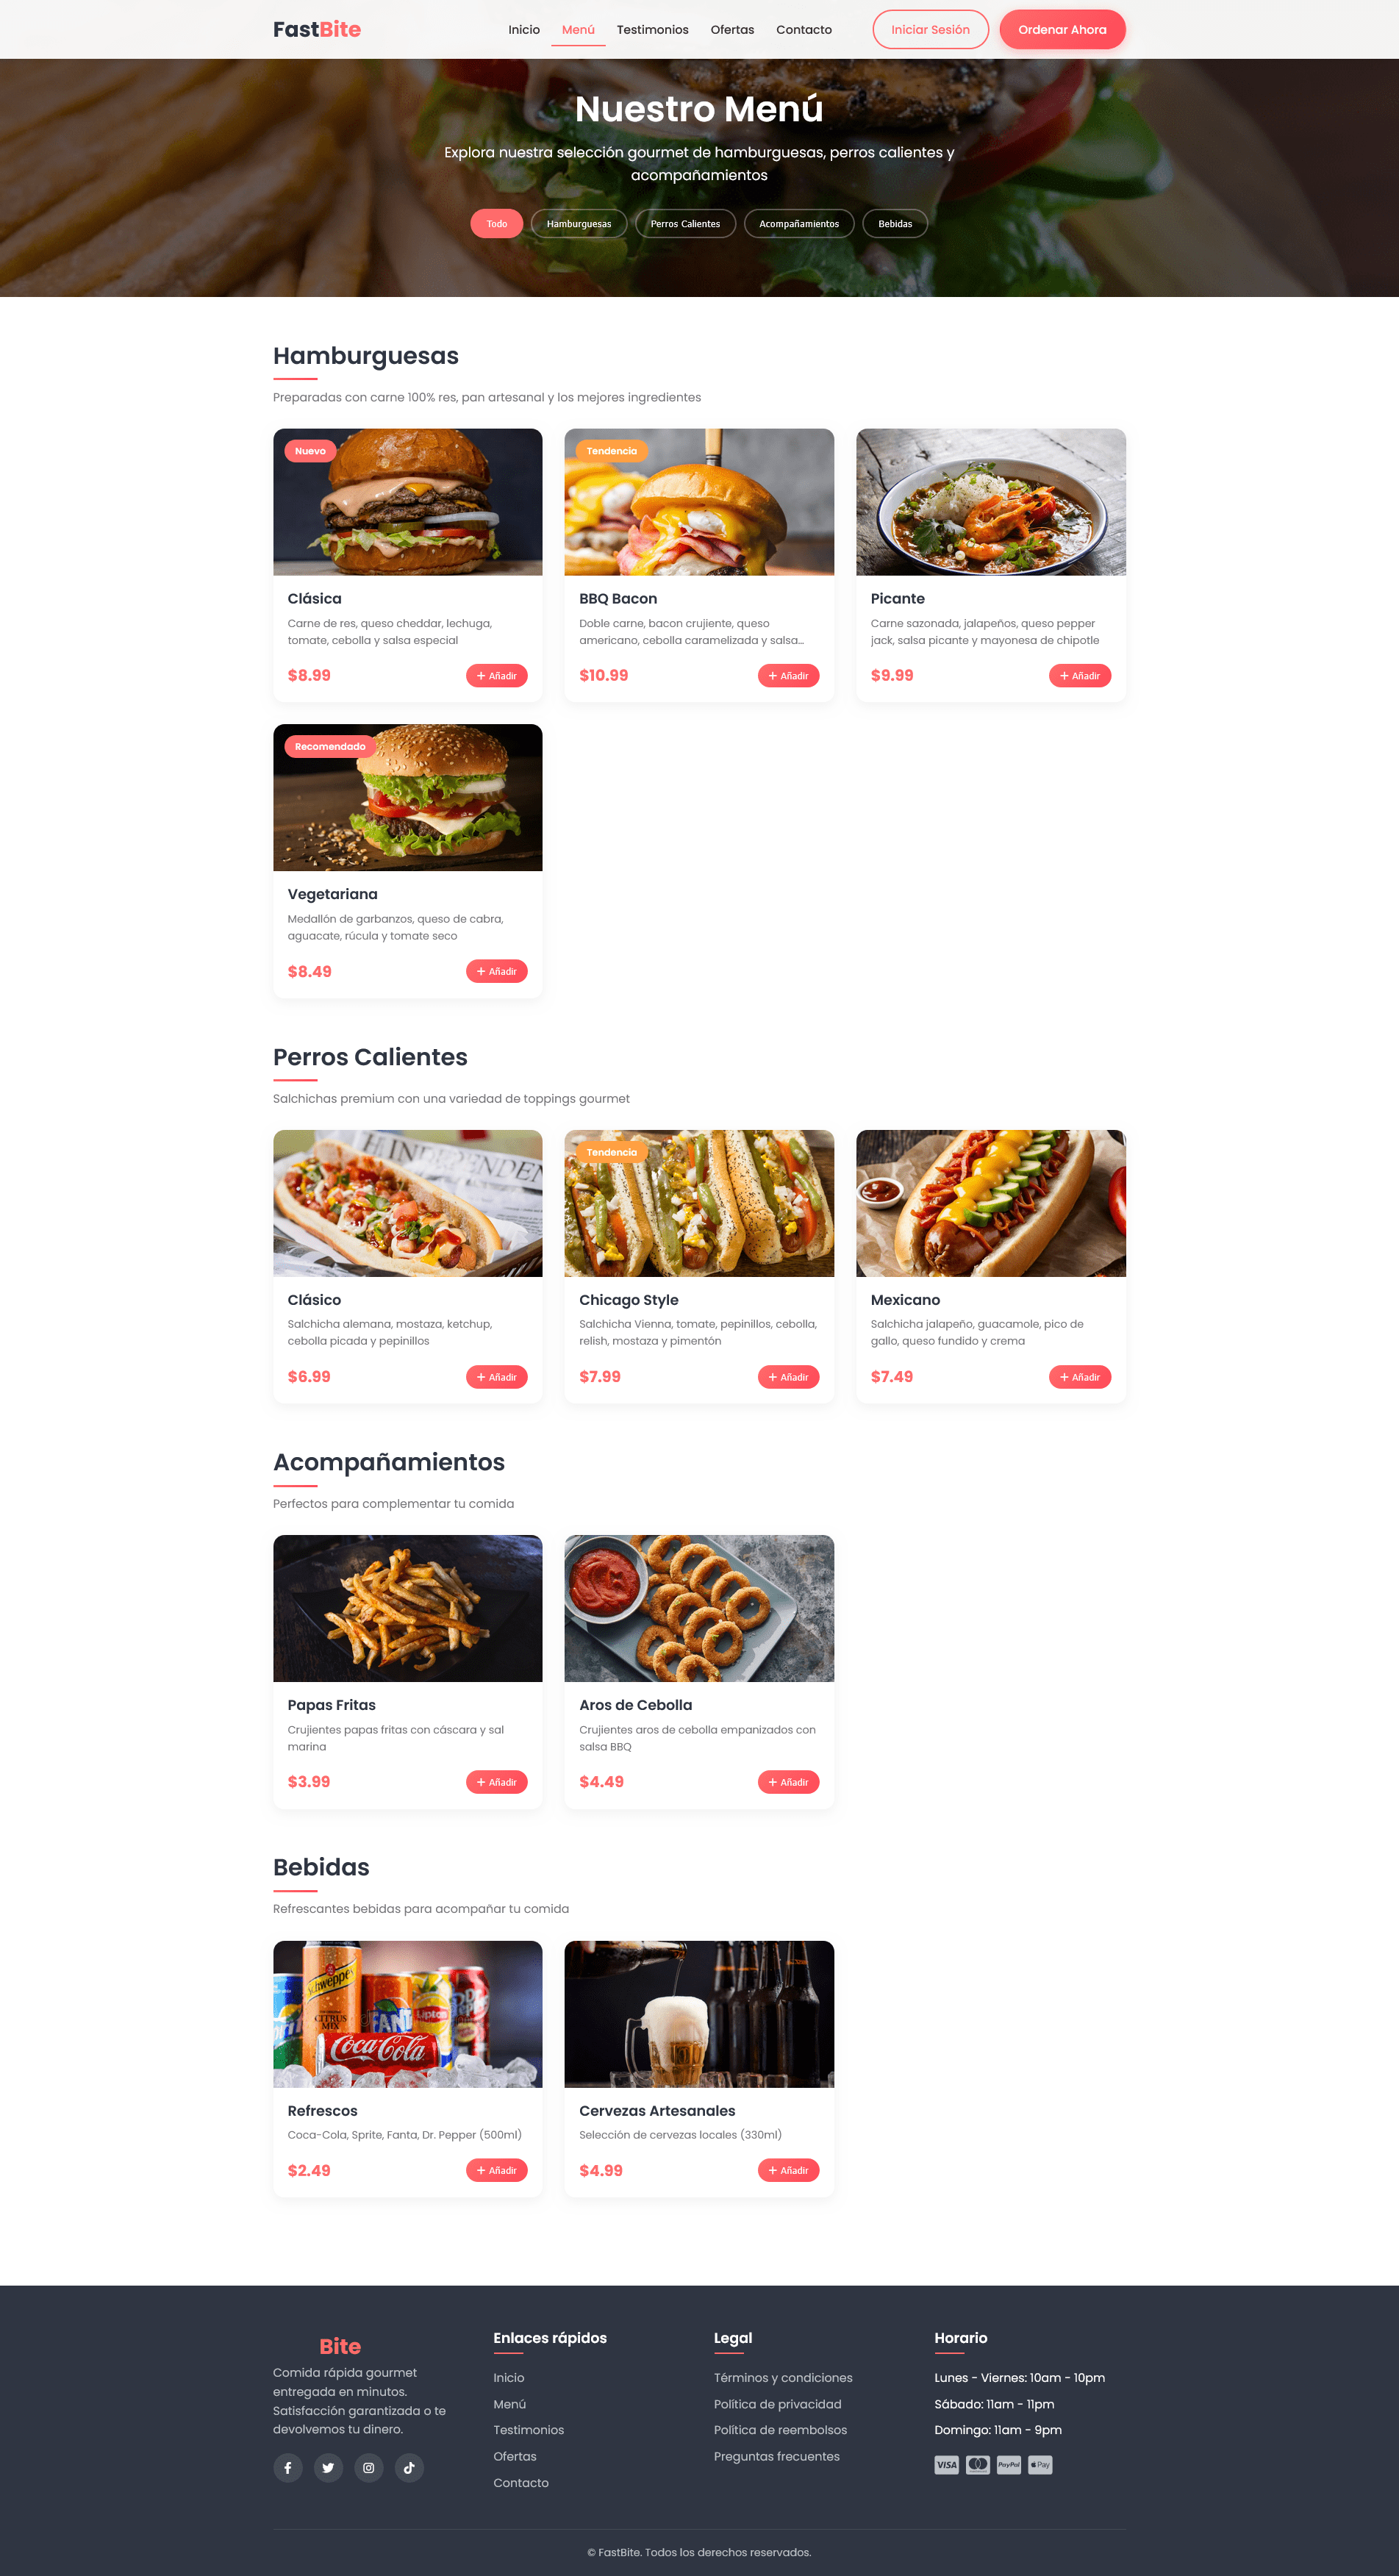 FastBite
Inicio
Menú
Testimonios
Ofertas
Contacto
Iniciar Sesión
Ordenar Ahora
Nuestro Menú
Explora nuestra selección gourmet de hamburguesas, perros calientes y
acompañamientos
Todo
Hamburguesas
Perros Calientes
Acompañamientos
Bebidas
Hamburguesas
Preparadas con carne 100% res, pan artesanal y los mejores ingredientes
Nuevo
Clásica
Carne de res, queso cheddar, lechuga,
tomate, cebolla y salsa especial
$8.99
+ Añadir
Tendencia
BBQ Bacon
Doble carne, bacon crujiente, queso
americano, cebolla caramelizada y salsa...
$10.99
+ Añadir
Picante
Carne sazonada, jalapeños, queso pepper
jack, salsa picante y mayonesa de chipotle
$9.99
+ Añadir
Recomendado
Vegetariana
Medallón de garbanzos, queso de cabra,
aguacate, rúcula y tomate seco
$8.49
+ Añadir
Perros Calientes
Salchichas premium con una variedad de toppings gourmet
Clásico
Salchicha alemana, mostaza, ketchup,
cebolla picada y pepinillos
$6.99
+ Añadir
Tendencia
Chicago Style
Salchicha Vienna, tomate, pepinillos, cebolla,
relish, mostaza y pimentón
$7.99
+ Añadir
Mexicano
Salchicha jalapeño, guacamole, pico de
gallo, queso fundido y crema
$7.49
+ Añadir
Acompañamientos
Perfectos para complementar tu comida
Papas Fritas
Crujientes papas fritas con cáscara y sal
marina
$3.99
+ Añadir
Aros de Cebolla
Crujientes aros de cebolla empanizados con
salsa BBQ
$4.49
+ Añadir
Bebidas
Refrescantes bebidas para acompañar tu comida
Schweppes
CITRUS
MIX
Lipton
Coca-Cola
Refrescos
Coca-Cola, Sprite, Fanta, Dr. Pepper (500ml)
$2.49
+ Añadir
Cervezas Artesanales
Selección de cervezas locales (330ml)
$4.99
+ Añadir
Bite
Comida rápida gourmet
entregada en minutos.
Satisfacción garantizada o te
devolvemos tu dinero.
Enlaces rápidos
Inicio
Menú
Testimonios
Ofertas
Contacto
Legal
Términos y condiciones
Política de privacidad
Política de reembolsos
Preguntas frecuentes
Horario
Lunes - Viernes: 10am - 10pm
Sábado: 11am - 11pm
Domingo: 11am - 9pm
VISA
PayPal
Pay
© FastBite. Todos los derechos reservados.